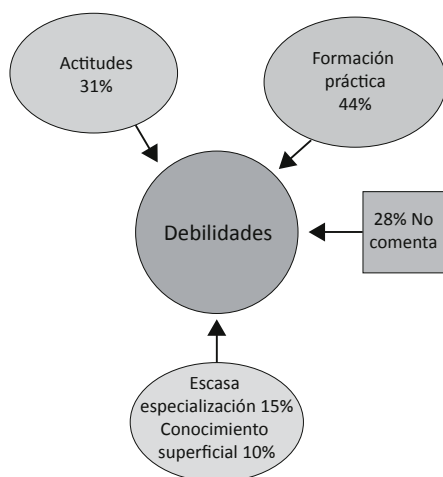 Actitudes
31%
Formación
práctica
44%
Debilidades
28% No
comenta
Escasa
especialización 15%
Conocimiento
superficial 10%